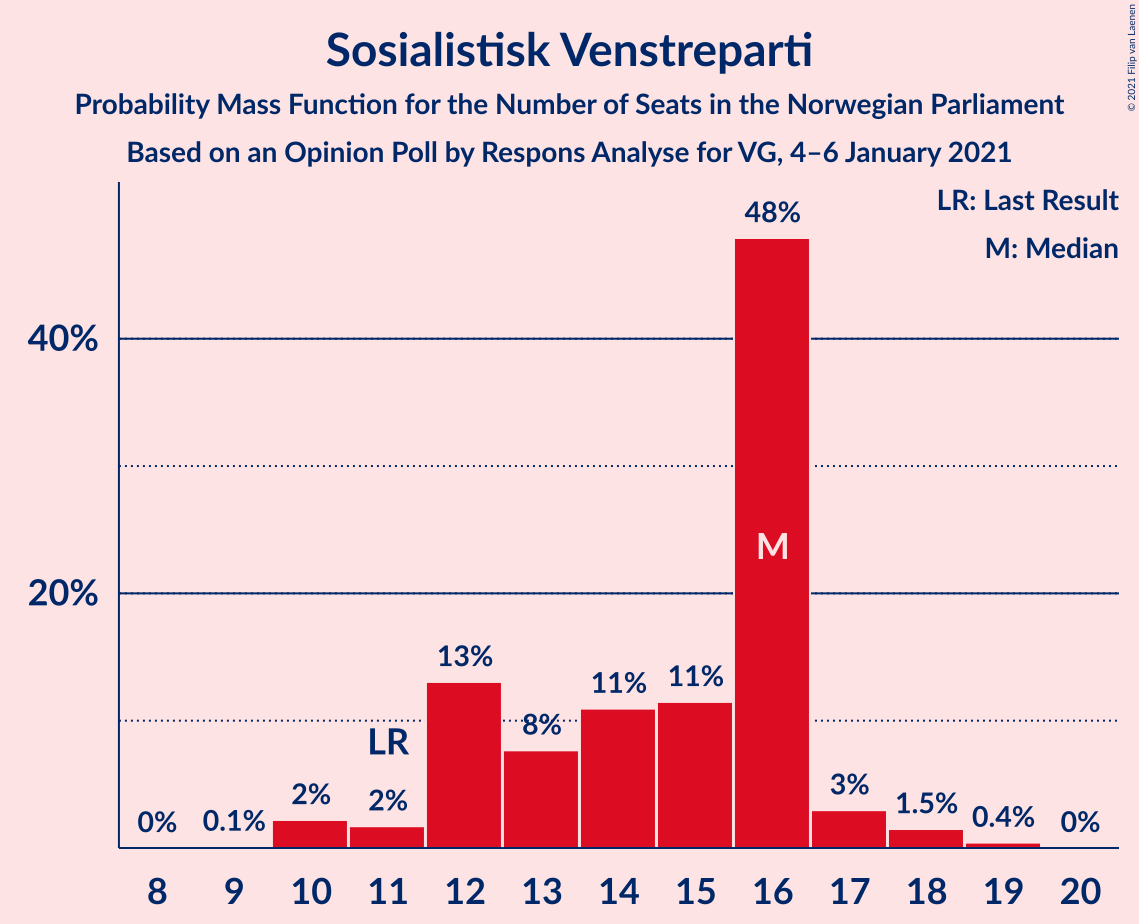 Sosialistisk Venstreparti
Probability Mass Function for the Number of Seats in the Norwegian Parliament
Based on an Opinion Poll by Respons Analyse for VG, 4–6 January 2021
© 2021 Filip van Laenen
LR: Last Result
M: Median
48%
40%
M
20%
13%
11%
11%
8%
LR
2%
2%
3%
1.5%
0%
0.1%
0.4%
0%
8 9 10 11 12 13 14 15 16 17 18 19 20